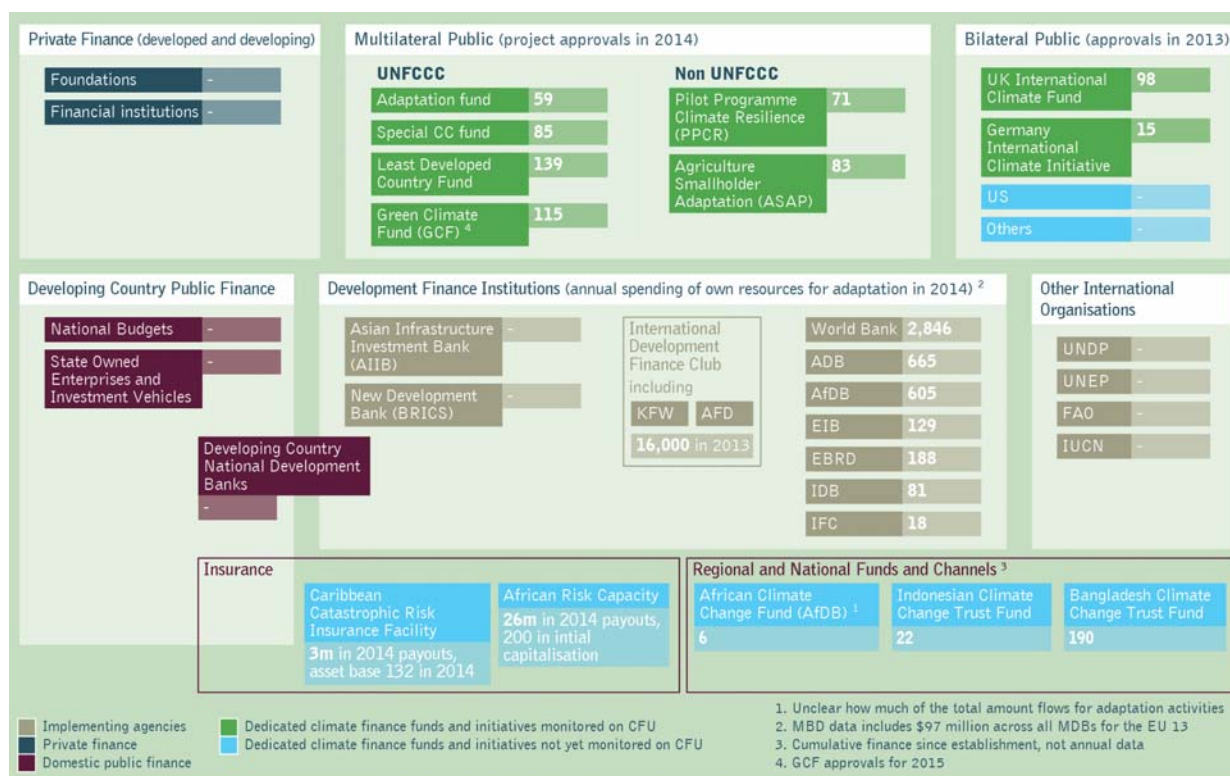 Private Finance (developed and developing)
Foundations -
Financial institutions -
Multilateral Public (project approvals in 2014)
UNFCCC
Adaptation fund 59
Special CC fund 85
Least Developed 139
Country Fund
Green Climate 115
Fund (GCF) 4
Non UNFCCC
Pilot Programme 71
Climate Resilience
(PPCR)
Agriculture 83
Smallholder
Adaptation (ASAP)
Bilateral Public (approvals in 2013)
UK International 98
Climate Fund
Germany 15
International
Climate Initiative
US -
Others -
Developing Country Public Finance
National Budgets -
State Owned -
Enterprises and
Investment Vehicles
Developing Country
National Development
Banks
-
Development Finance Institutions (annual spending of own resources for adaptation in 2014) 2
Asian Infrastructure -
Investment Bank
(AIIB)
New Development -
Bank (BRICS)
International
Development
Finance Club
including
KFW AFD
16,000 in 2013
World Bank 2,846
ADB 665
AfDB 605
EIB 129
EBRD 188
IDB 81
IFC 18
Other International
Organisations
UNDP -
UNEP -
FAO -
IUCN -
Insurance
Caribbean
Catastrophic Risk
Insurance Facility
3m in 2014 payouts,
asset base 132 in 2014
African Risk Capacity
26m in 2014 payouts,
200 in intial
capitalisation
Regional and National Funds and Channels 3
African Climate
Change Fund (AfDB) 1
6
Indonesian Climate
Change Trust Fund
22
Bangladesh Climate
Change Trust Fund
190
Implementing agencies
Private finance
Domestic public finance
Dedicated climate finance funds and initiatives monitored on CFU
Dedicated climate finance funds and initiatives not yet monitored on CFU
1. Unclear how much of the total amount flows for adaptation activities
2. MBD data includes $97 million across all MDBs for the EU 13
3. Cumulative finance since establishment, not annual data
4. GCF approvals for 2015